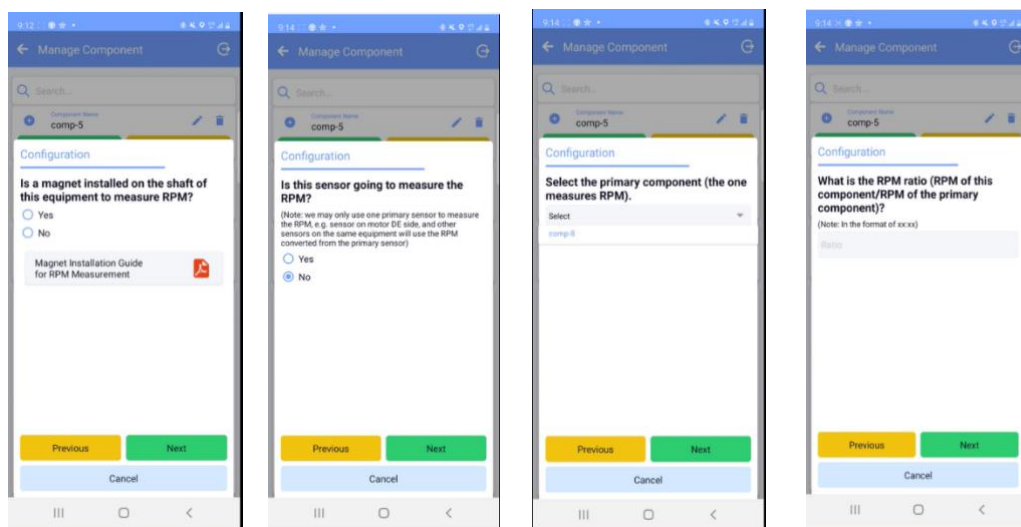 9:12
Manage Component
Search...
Component Name
comp-5
Configuration
Is a magnet installed on the shaft of
this equipment to measure RPM?
Yes
No
Magnet Installation Guide
for RPM Measurement
Previous
Next
Cancel
9:14
Manage Component
Search...
Component Name
comp-5
Configuration
Is this sensor going to measure the
RPM?
(Note: we may only use one primary sensor to measure
the RPM, e.g. sensor on motor DE side, and other
sensors on the same equipment will use the RPM
converted from the primary sensor)
Yes
No
Previous
Next
Cancel
9:14
Manage Component
Search...
Component Name
comp-5
Configuration
Select the primary component (the one
measures RPM).
Select
comp-8
Previous
Next
Cancel
9:14
Manage Component
Search...
Component Name
comp-5
Configuration
What is the RPM ratio (RPM of this
component/RPM of the primary
component)?
(Note: In the format of xx:xx)
Ratio
Previous
Next
Cancel